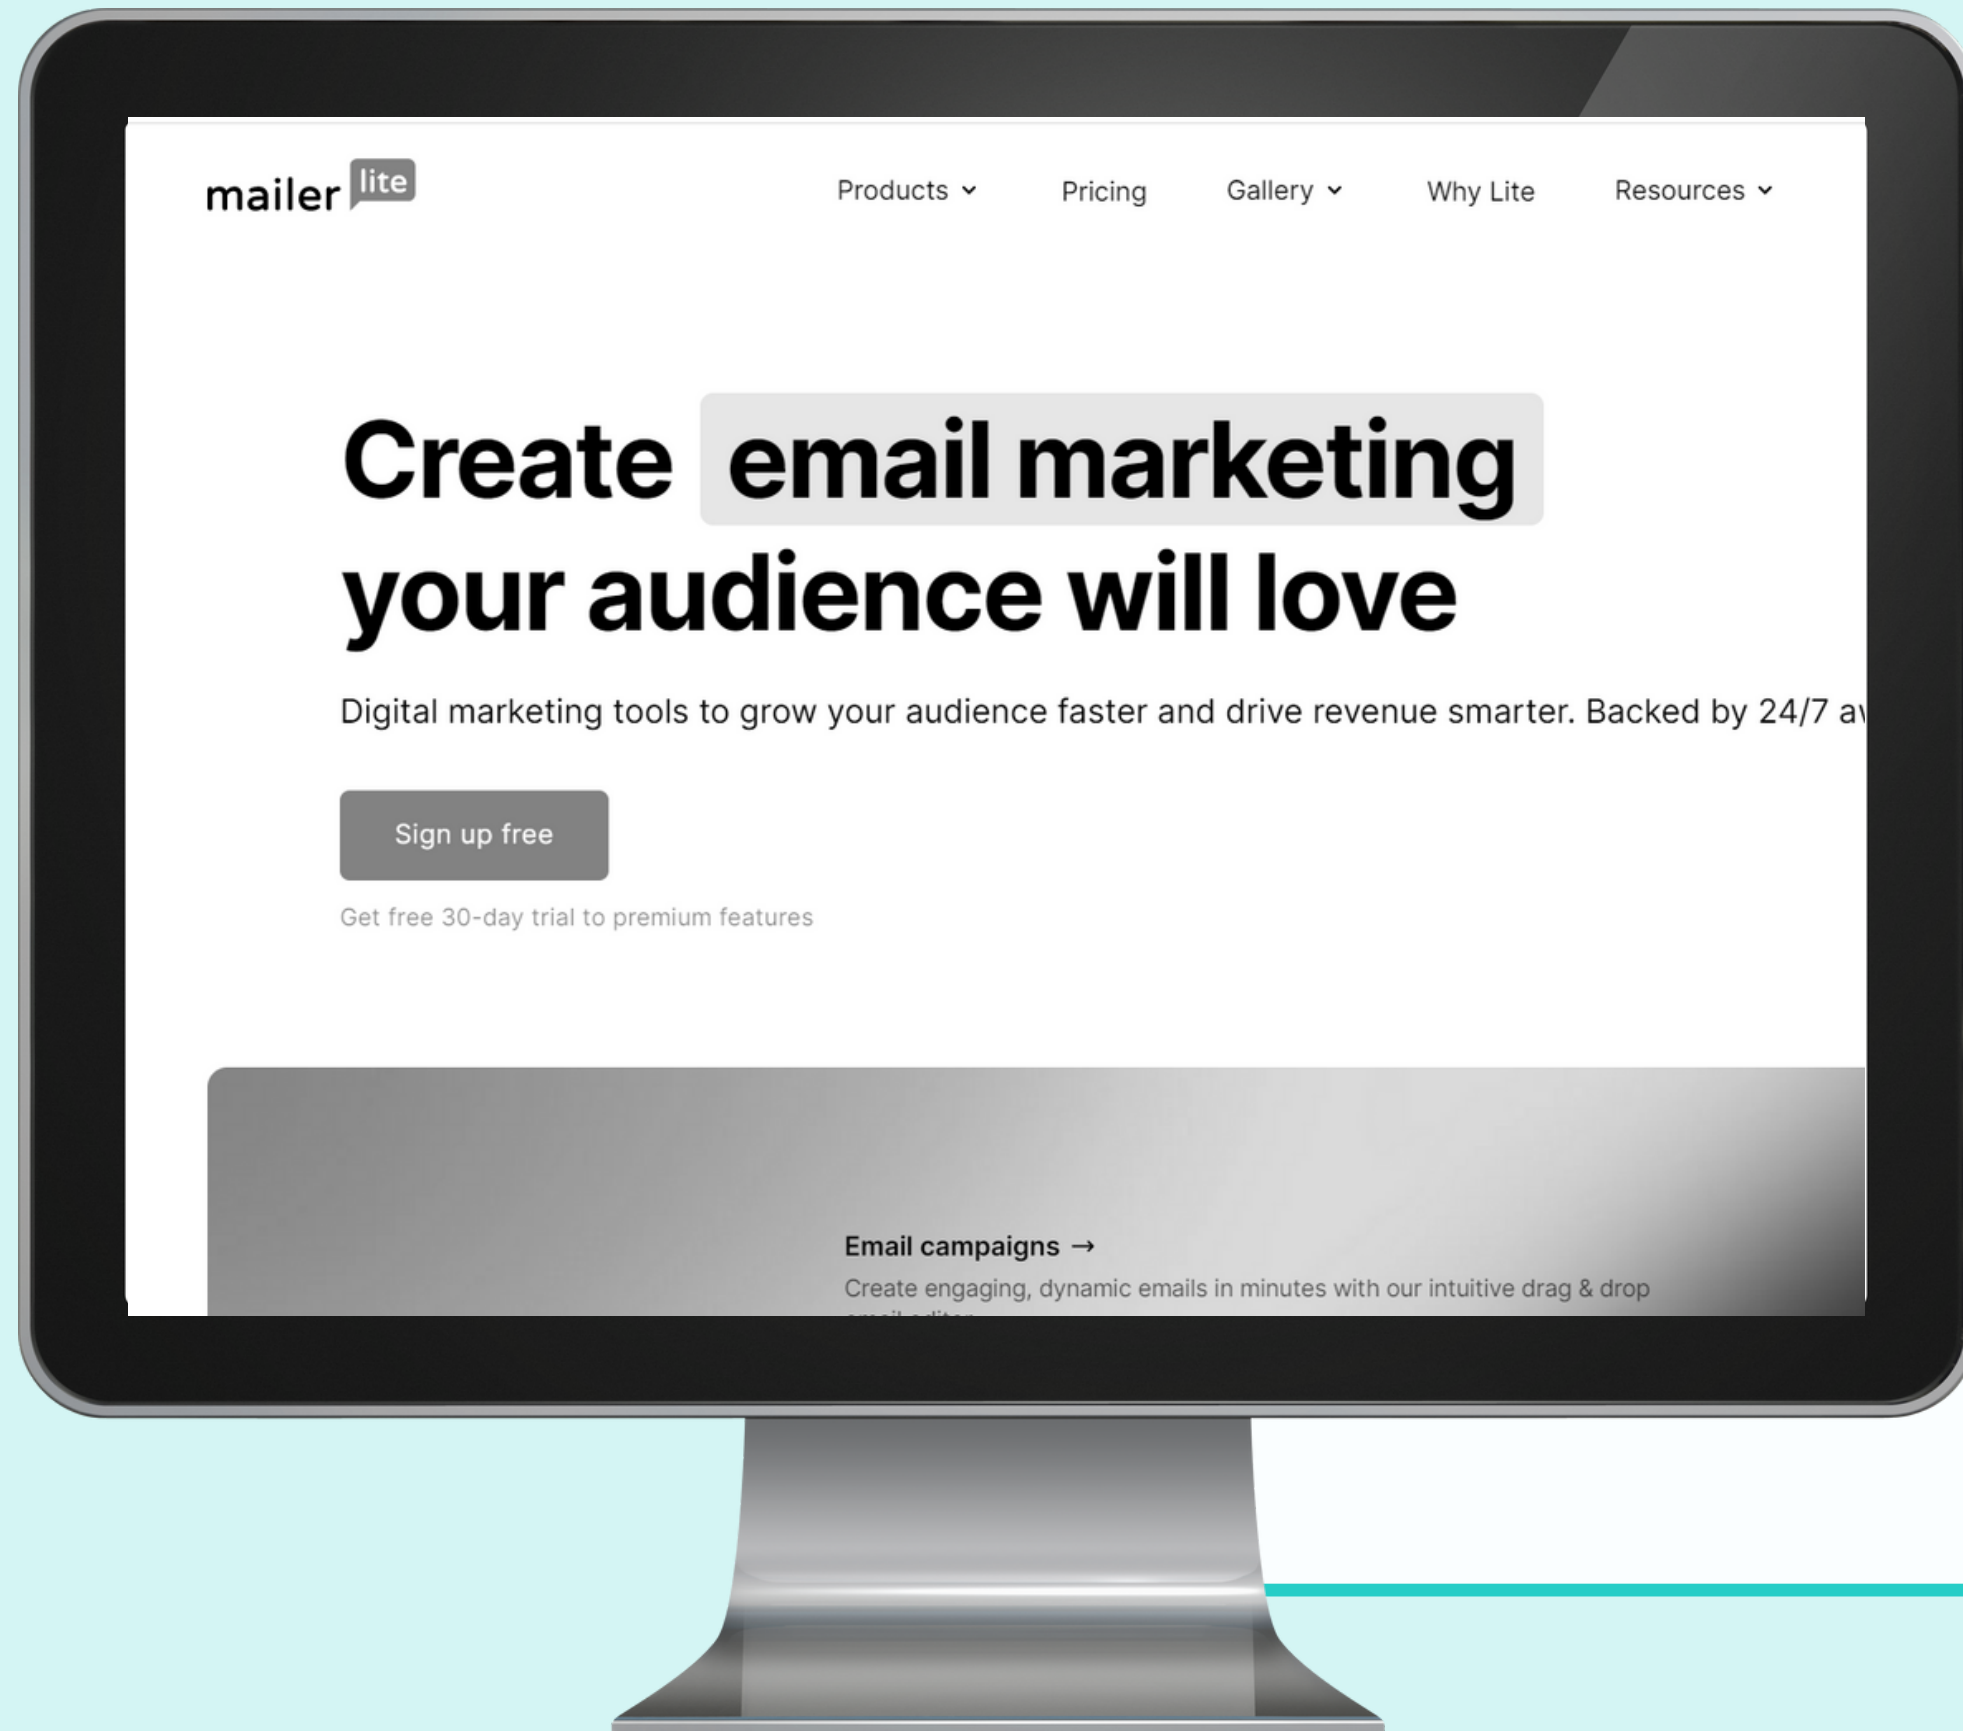 mailer lite
Products Pricing Gallery Why Lite Resources
Create email marketing
your audience will love
Digital marketing tools to grow your audience faster and drive revenue smarter. Backed by 24/7
Sign up free
Get free 30-day trial to premium features
Email campaigns →
Create engaging, dynamic emails in minutes with our intuitive drag & drop